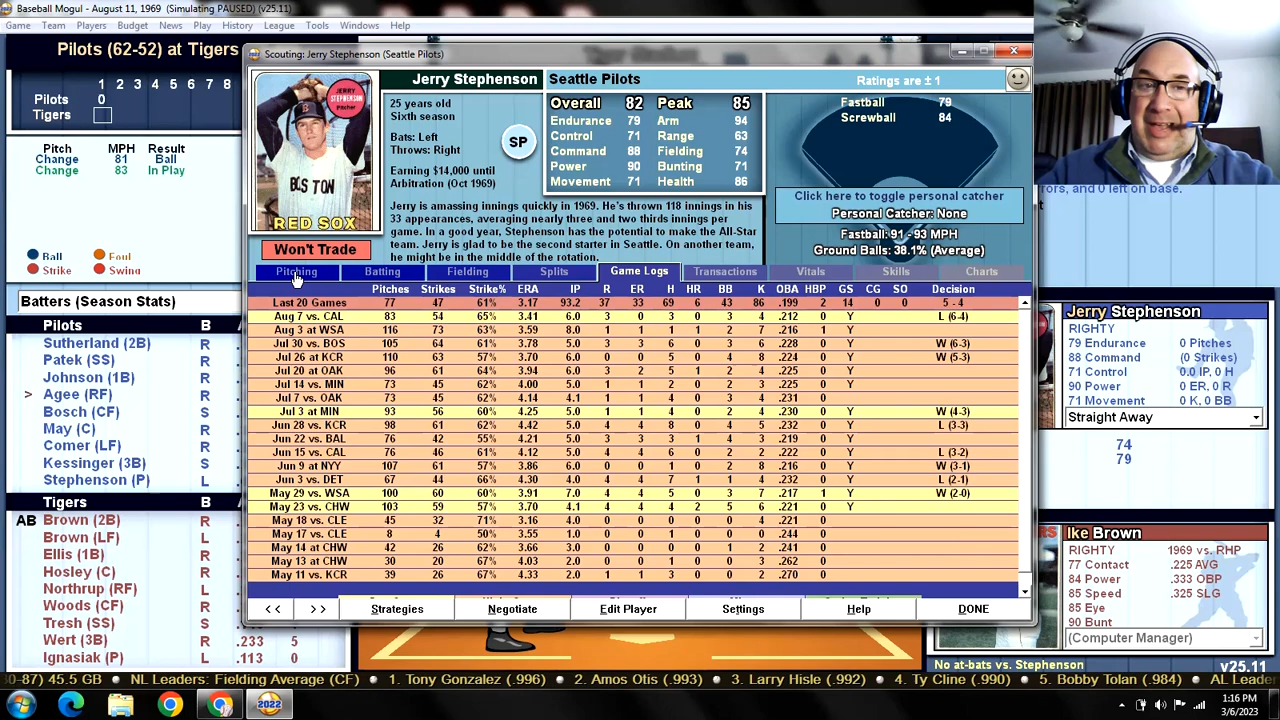 Baseball Mogul - August 11, 1969 (Simulating PAUSED) (v25.11)
Game Team Players Budget News Play History League Tools Windows Help
Pilots (62-52) at Tigers
1 2 3 4 5 6 7 8
Pilots 0
Tigers
Pitch MPH Result
Change 81 Ball
Change 83 In Play
Ball Foul
Strike Swing
Batters (Season Stats)
Pilots B
Sutherland (2B) R
Patek (SS) R
Johnson (1B) R
> Agee (RF) R
Bosch (CF) S
May (C) R
Comer (LF) R
Kessinger (3B) S
Stephenson (P) L
Tigers B
AB Brown (2B) R
Brown (LF) R
Ellis (1B) R
Hosley (C) R
Northrup (RF) L
Woods (CF) R
Tresh (SS) S
Wert (3B) R .233 5
Ignasiak (P) L .113 0
Scouting: Jerry Stephenson (Seattle Pilots)
JERRY STEPHENSON Pitcher
BOSTON
RED SOX
Won't Trade
Jerry Stephenson
25 years old
Sixth season
Bats: Left
Throws: Right
Earning $14,000 until
Arbitration (Oct 1969)
SP
Seattle Pilots
Ratings are ± 1
Overall 82 Peak 85
Endurance 79 Arm 94
Control 71 Range 63
Command 88 Fielding 74
Power 90 Bunting 71
Movement 71 Health 86
Fastball 79
Screwball 84
Click here to toggle personal catcher
Personal Catcher: None
Fastball: 91 - 93 MPH
Ground Balls: 38.1% (Average)
Jerry is amassing innings quickly in 1969. He's thrown 118 innings in his
33 appearances, averaging nearly three and two thirds innings per
game. In a good year, Stephenson has the potential to make the All-Star
team. Jerry is glad to be the second starter in Seattle. On another team,
he might be in the middle of the rotation.
Pitching Batting Fielding Splits Game Logs Transactions Vitals Skills Charts
Pitches Strikes Strike% ERA IP R ER H HR BB K OBA HBP GS CG SO Decision
Last 20 Games 77 47 61% 3.17 93.2 37 33 69 6 43 86 .199 2 14 0 0 5 - 4
Aug 7 vs. CAL 83 54 65% 3.41 6.0 3 0 3 0 3 4 .212 0 Y L (6-4)
Aug 3 at WSA 116 73 63% 3.59 8.0 1 1 1 1 2 7 .216 1 Y
Jul 30 vs. BOS 105 64 61% 3.78 5.0 3 3 6 0 3 6 .228 0 Y W (6-3)
Jul 26 at KCR 110 63 57% 3.70 6.0 0 0 5 0 4 8 .224 0 Y W (5-3)
Jul 20 at OAK 96 61 64% 3.94 6.0 3 2 5 1 2 4 .225 0 Y
Jul 14 vs. MIN 73 45 62% 4.00 5.0 1 1 2 0 2 3 .225 0 Y
Jul 7 vs. OAK 73 45 62% 4.14 4.1 1 1 4 0 1 3 .231 0
Jul 3 at MIN 93 56 60% 4.25 5.0 1 1 4 0 2 4 .230 0 Y W (4-3)
Jun 28 vs. KCR 98 61 62% 4.42 5.0 4 4 8 0 4 5 .232 0 Y L (3-3)
Jun 22 vs. BAL 76 42 55% 4.21 5.0 3 3 3 1 4 3 .219 0 Y
Jun 15 vs. CAL 76 46 61% 4.12 5.0 4 4 6 0 2 2 .222 0 Y L (3-2)
Jun 9 at NYY 107 61 57% 3.86 6.0 0 0 1 0 2 8 .216 0 Y W (3-1)
Jun 3 vs. DET 67 44 66% 4.30 4.0 4 4 7 1 1 4 .232 0 Y L (2-1)
May 29 vs. WSA 100 60 60% 3.91 7.0 4 4 5 0 3 7 .217 1 Y W (2-0)
May 23 vs. CHW 103 59 57% 3.70 4.1 4 4 4 2 5 6 .221 0 Y
May 18 vs. CLE 45 32 71% 3.16 4.0 0 0 0 0 0 4 .221 0
May 17 vs. CLE 8 4 50% 3.55 1.0 0 0 1 0 0 0 .244 0
May 14 at CHW 42 26 62% 3.66 3.0 0 0 0 0 1 2 .241 0
May 13 at CHW 30 20 67% 4.03 2.0 0 0 1 0 0 3 .262 0
May 11 vs. KCR 39 26 67% 4.33 2.0 1 1 3 0 0 2 .270 0
<< >> Strategies Negotiate Edit Player Settings Help DONE
rors, and 0 left on base.
Jerry Stephenson
RIGHTY
79 Endurance 0 Pitches
88 Command (0 Strikes)
71 Control 0.0 IP, 0 H
90 Power 0 ER, 0 R
71 Movement 0 K, 0 BB
Straight Away
74
79
Ike Brown
RIGHTY 1969 vs. RHP
77 Contact .225 AVG
84 Power .333 OBP
85 Speed .325 SLG
85 Eye
90 Bunt
(Computer Manager)
No at-bats vs. Stephenson v25.11
30-87) 45.5 GB • NL Leaders: Fielding Average (CF) • 1. Tony Gonzalez (.996) • 2. Amos Otis (.993) • 3. Larry Hisle (.992) • 4. Ty Cline (.990) • 5. Bobby Tolan (.984) • AL Leader
2022
1:16 PM
3/6/2023